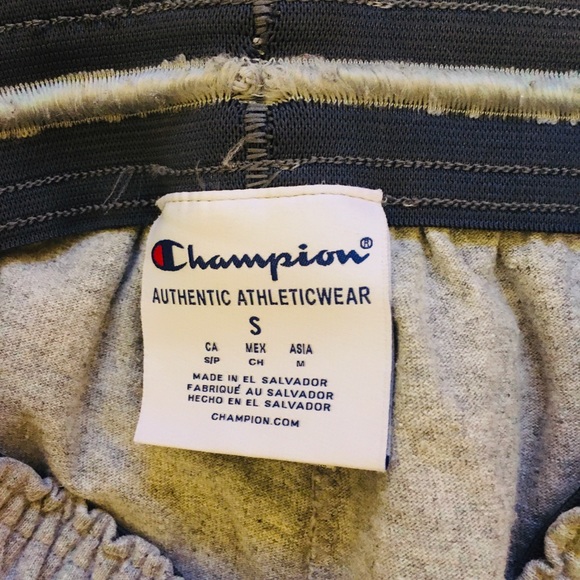 Champion®
AUTHENTIC ATHLETICWEAR
S
CA MEX ASIA
S/P CH M
MADE IN EL SALVADOR
FABRIQUÉ AU SALVADOR
HECHO EN EL SALVADOR
CHAMPION.COM